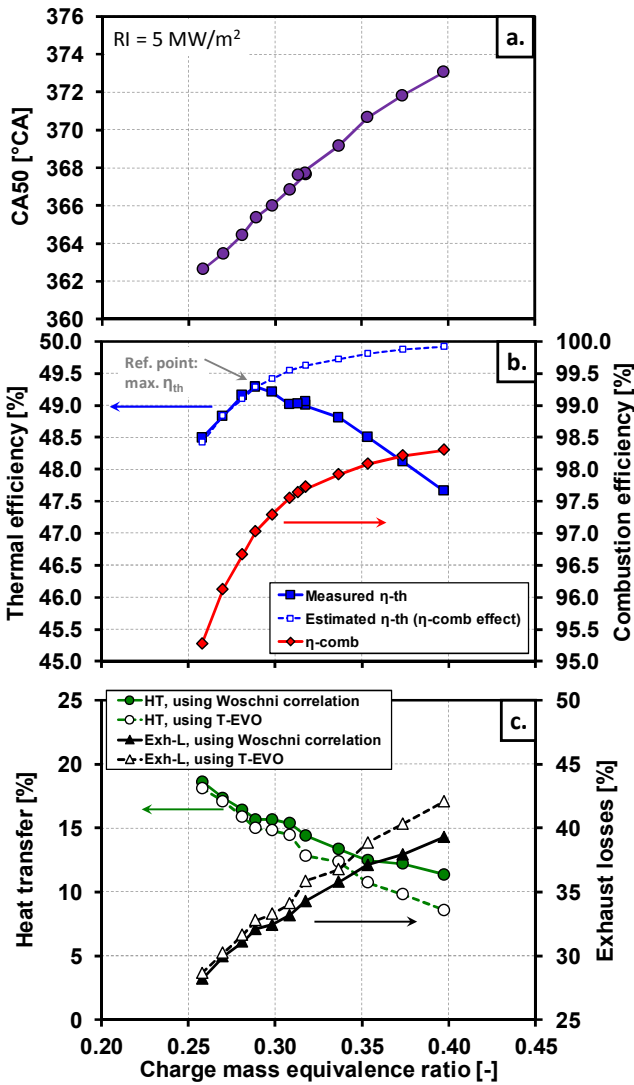 376
374
372
370
368
366
364
362
360
CA50 [°CA]
RI = 5 MW/m²
a.
50.0
49.5
49.0
48.5
48.0
47.5
47.0
46.5
46.0
45.5
45.0
Thermal efficiency [%]
Ref. point:
max. η_th
b.
100.0
99.5
99.0
98.5
98.0
97.5
97.0
96.5
96.0
95.5
95.0
Combustion efficiency [%]
Measured η-th
Estimated η-th (η-comb effect)
η-comb
25
20
15
10
5
0
Heat transfer [%]
HT, using Woschni correlation
HT, using T-EVO
Exh-L, using Woschni correlation
Exh-L, using T-EVO
c.
50
45
40
35
30
25
Exhaust losses [%]
0.20 0.25 0.30 0.35 0.40 0.45
Charge mass equivalence ratio [-]